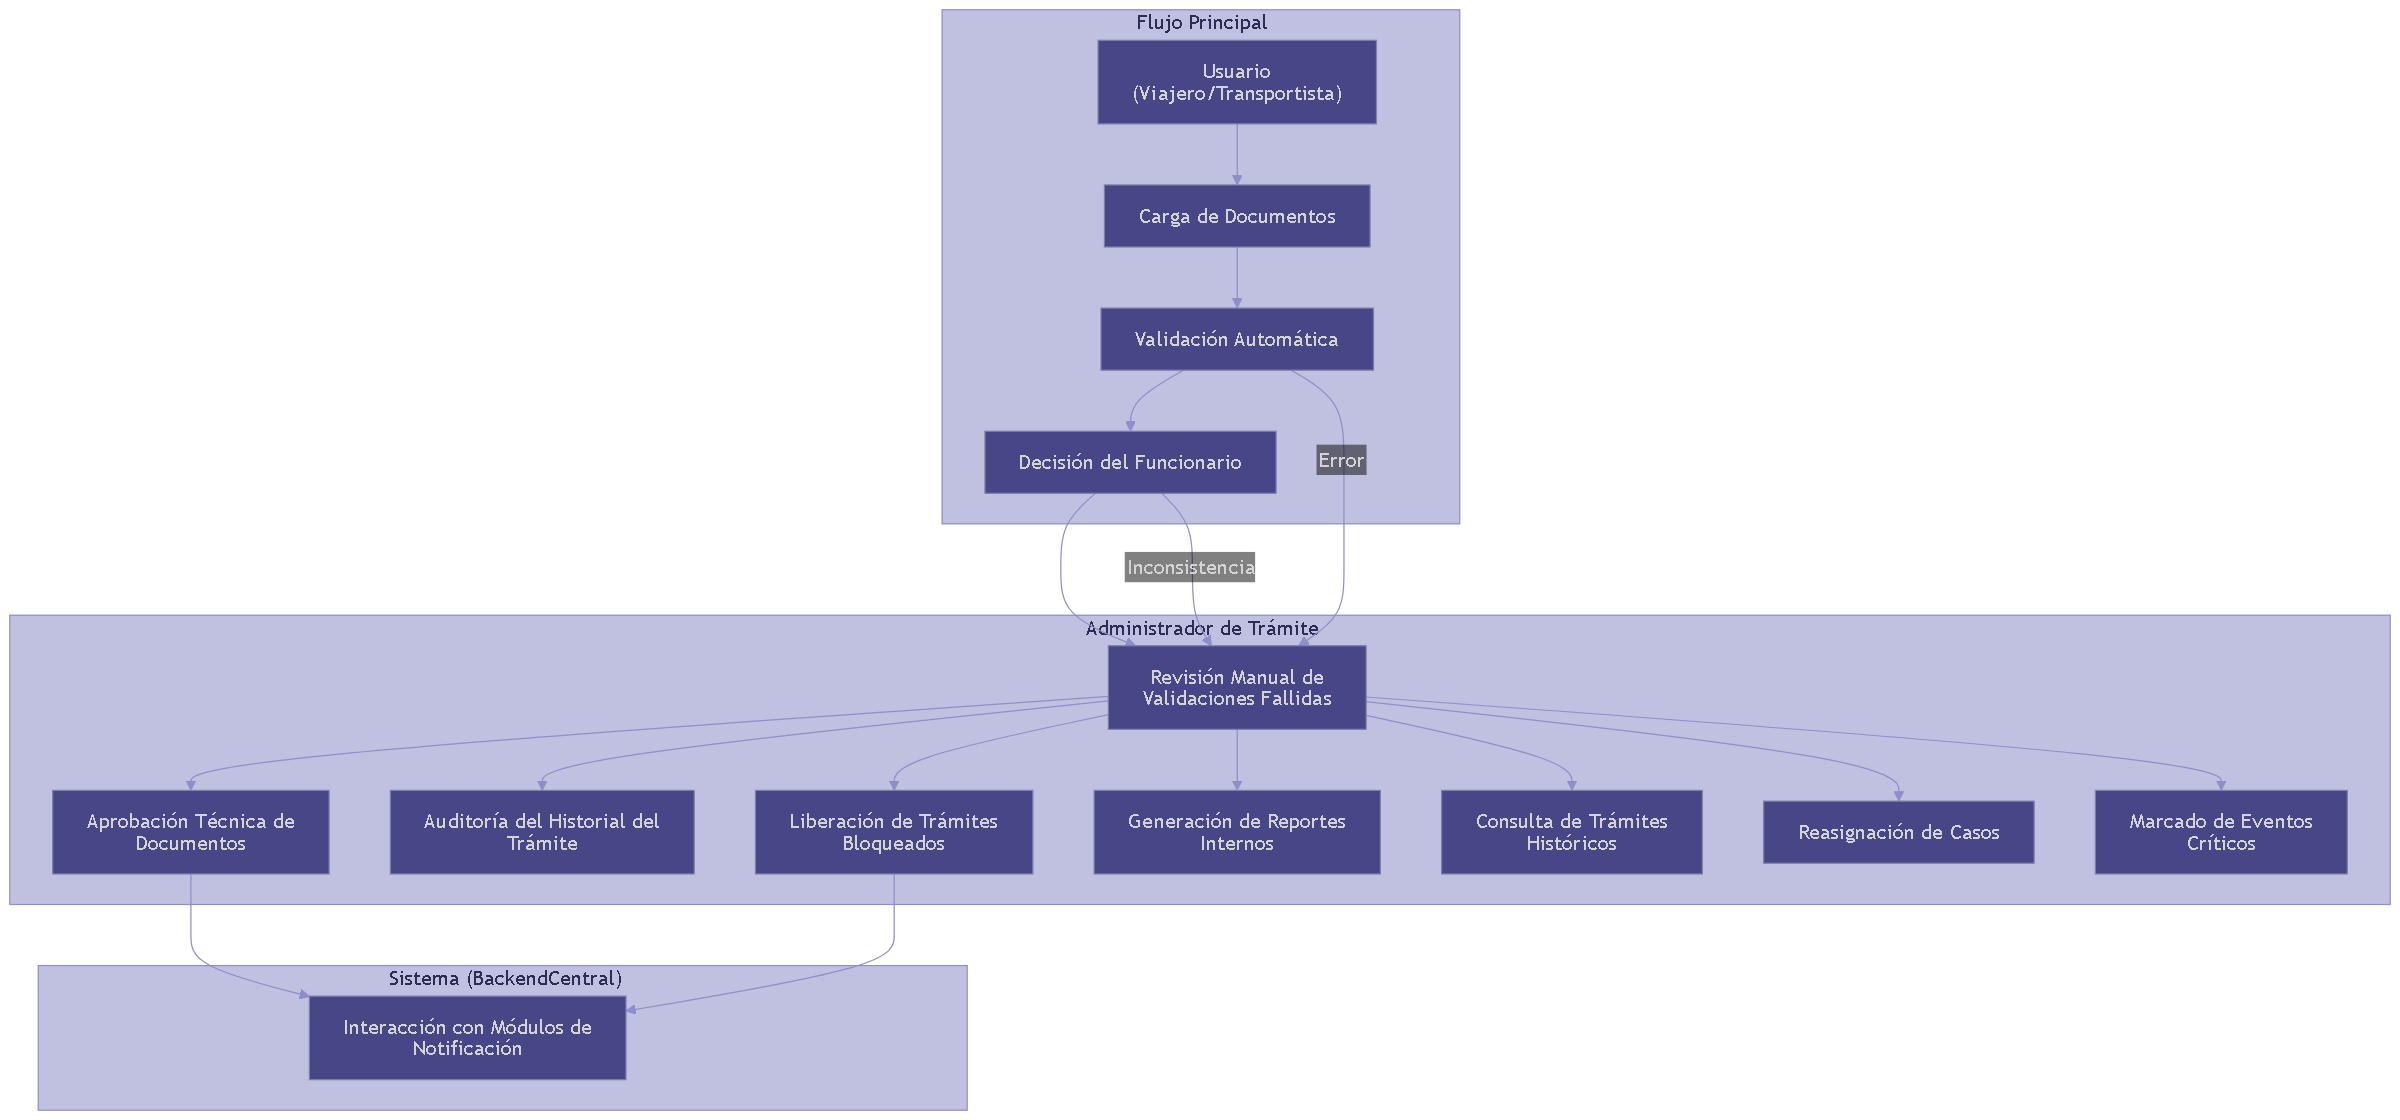 Flujo Principal
Usuario
(Viajero/Transportista)
Carga de Documentos
Validación Automática
Decisión del Funcionario
Error
Inconsistencia
Administrador de Trámite
Revisión Manual de
Validaciones Fallidas
Aprobación Técnica de
Documentos
Auditoría del Historial del
Trámite
Liberación de Trámites
Bloqueados
Generación de Reportes
Internos
Consulta de Trámites
Históricos
Reasignación de Casos
Marcado de Eventos
Críticos
Sistema (BackendCentral)
Interacción con Módulos de
Notificación